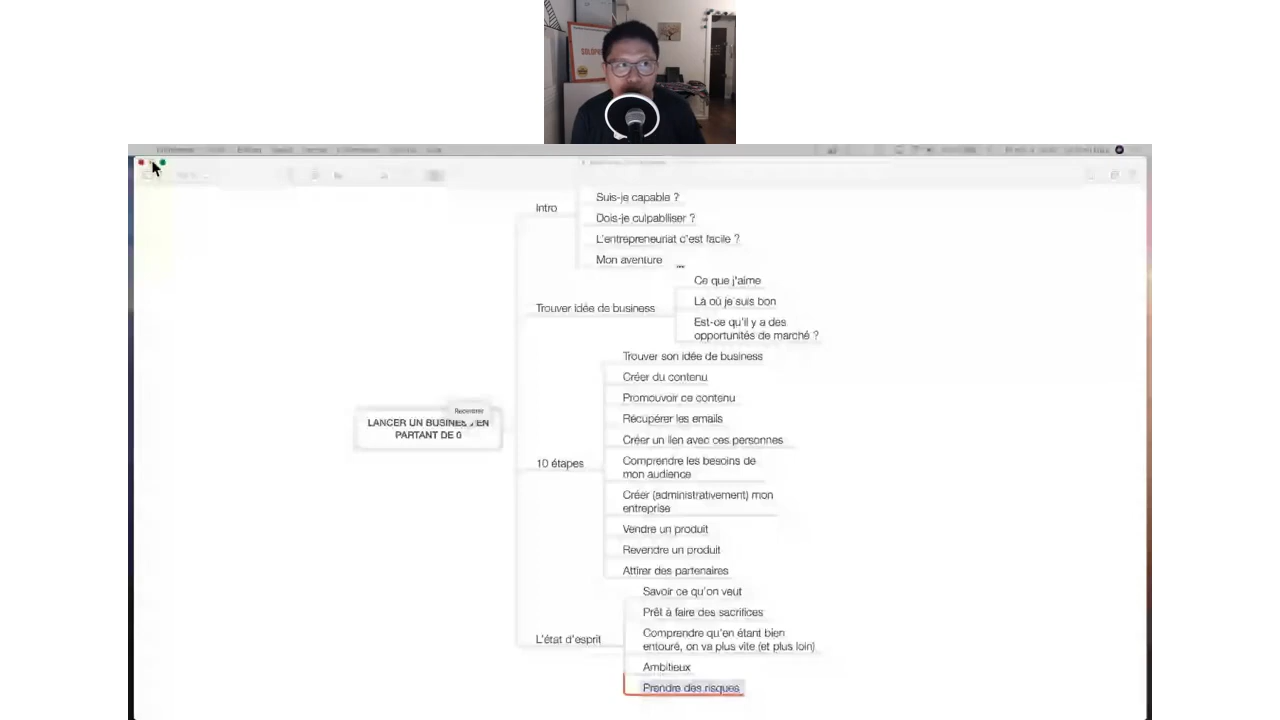 Intro
Suis-je capable ?
Dois-je culpabiliser ?
L'entrepreneuriat c'est facile ?
Mon aventure
Trouver idée de business
Ce que j'aime
Là où je suis bon
Est-ce qu'il y a des
opportunités de marché ?
Recentrer
LANCER UN BUSINESS EN
PARTANT DE 0
10 étapes
Trouver son idée de business
Créer du contenu
Promouvoir ce contenu
Récupérer les emails
Créer un lien avec ces personnes
Comprendre les besoins de
mon audience
Créer (administrativement) mon
entreprise
Vendre un produit
Revendre un produit
Attirer des partenaires
L'état d'esprit
Savoir ce qu'on veut
Prêt à faire des sacrifices
Comprendre qu'en étant bien
entouré, on va plus vite (et plus loin)
Ambitieux
Prendre des risques